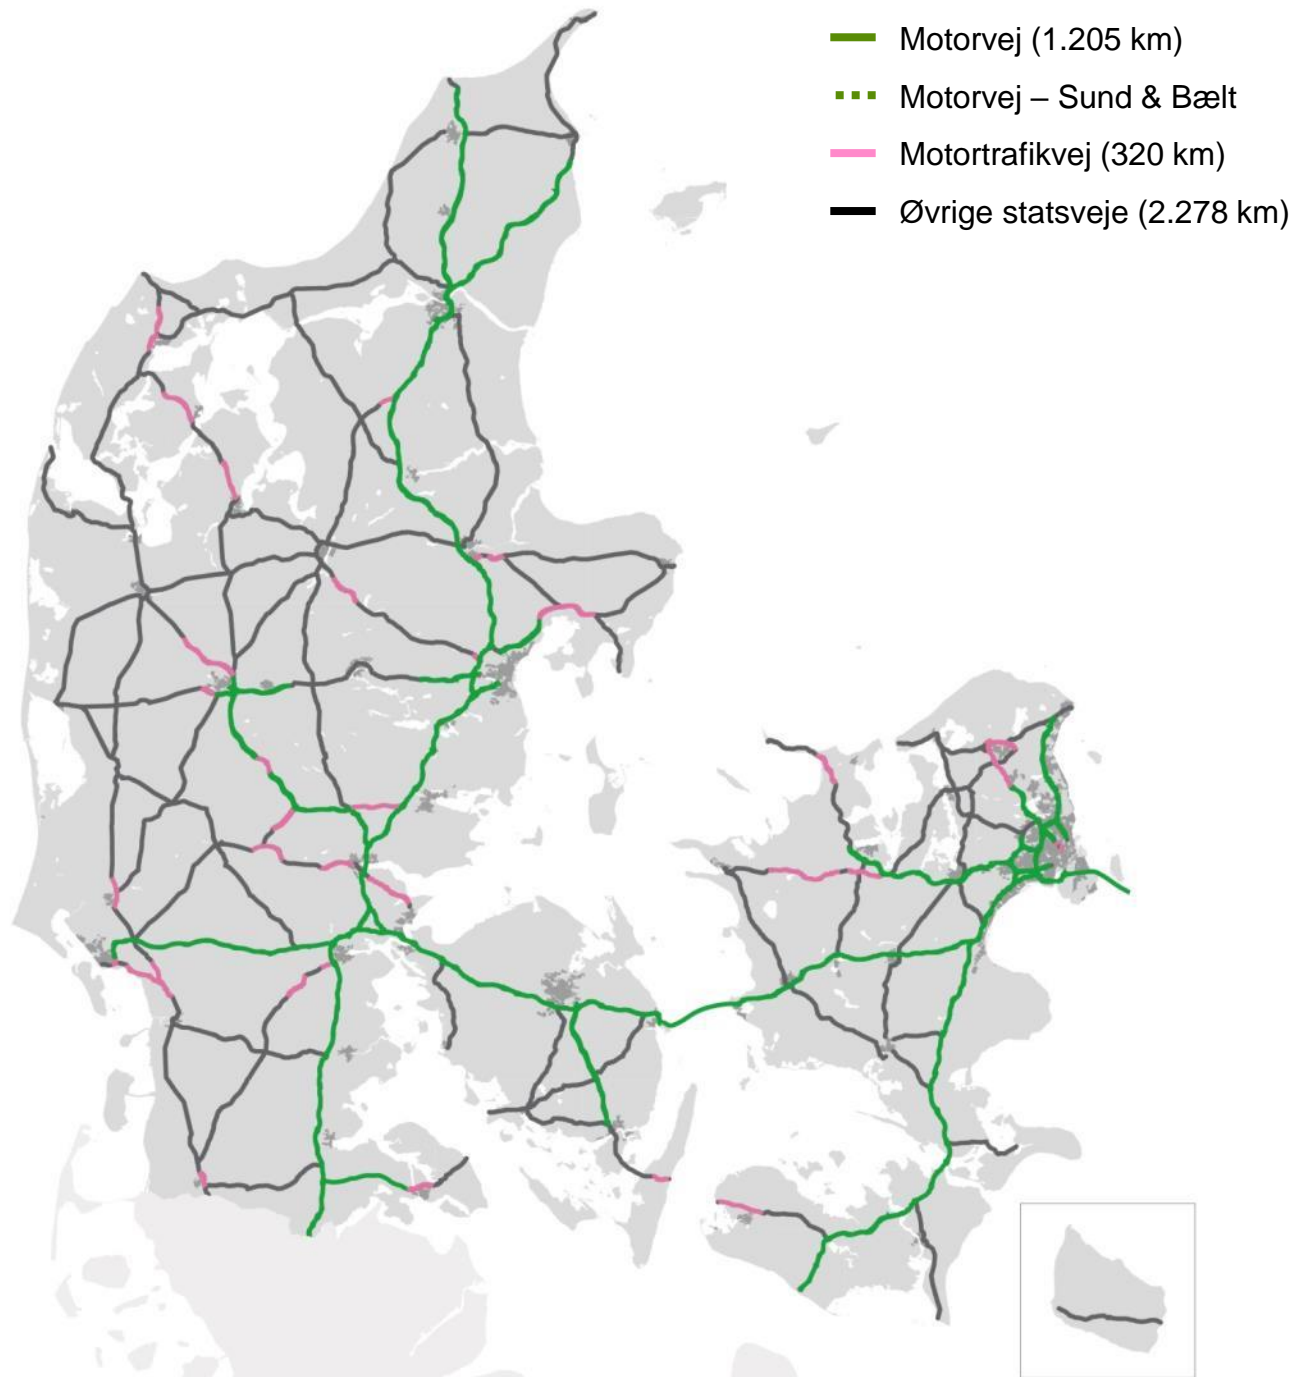 Motorvej (1.205 km)
Motorvej – Sund & Bælt
Motortrafikvej (320 km)
Øvrige statsveje (2.278 km)